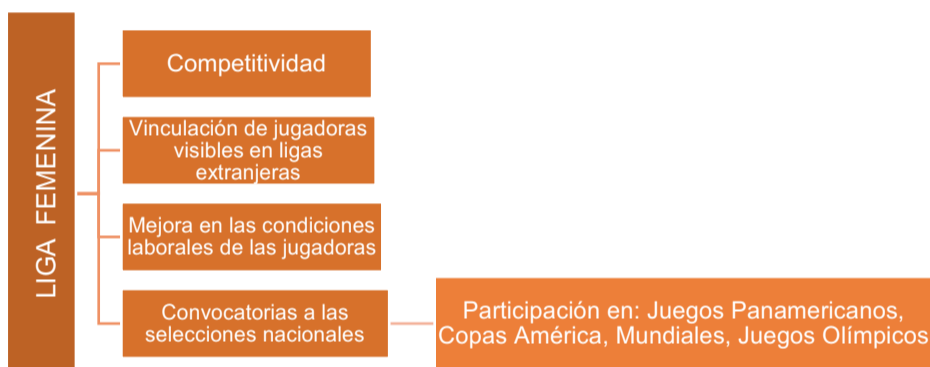 LIGA FEMENINA
Competitividad
Vinculación de jugadoras
visibles en ligas
extranjeras
Mejora en las condiciones
laborales de las jugadoras
Convocatorias a las
selecciones nacionales
Participación en: Juegos Panamericanos,
Copas América, Mundiales, Juegos Olímpicos